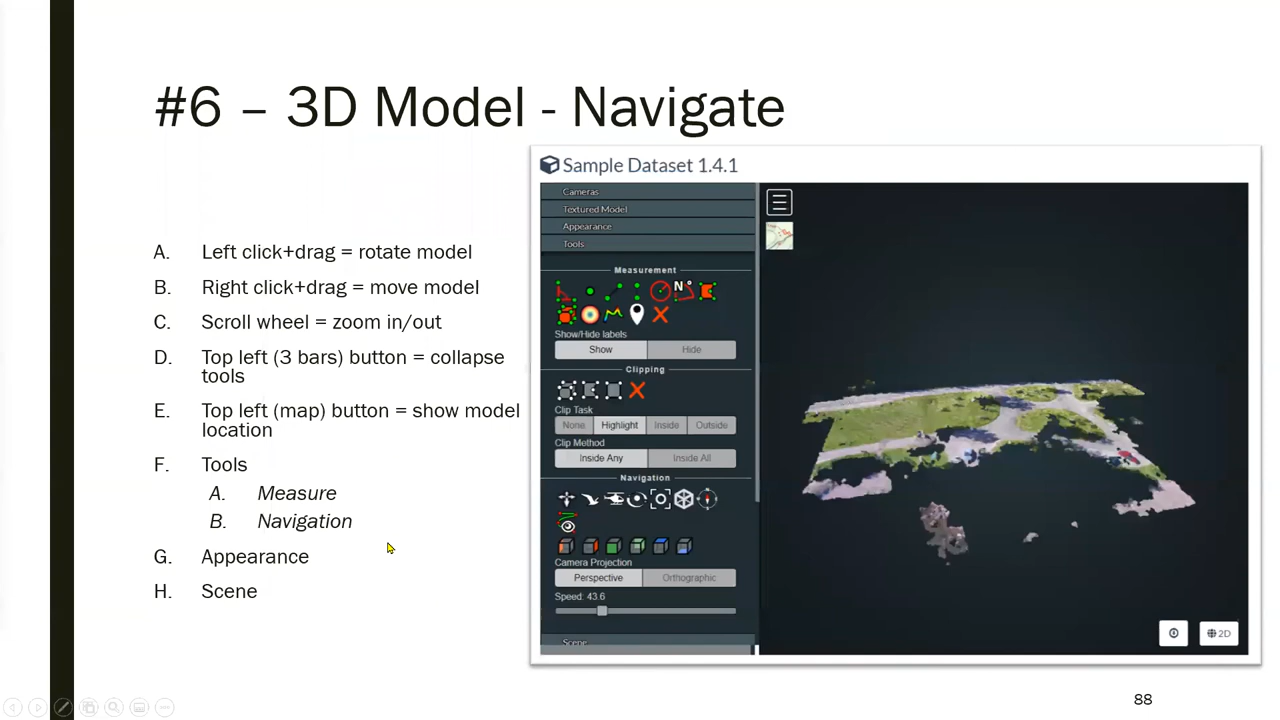 #6 – 3D Model - Navigate
A. Left click+drag = rotate model
B. Right click+drag = move model
C. Scroll wheel = zoom in/out
D. Top left (3 bars) button = collapse
tools
E. Top left (map) button = show model
location
F. Tools
A. Measure
B. Navigation
G. Appearance
H. Scene
Sample Dataset 1.4.1
Cameras
Textured Model
Appearance
Tools
Measurement
N°
Show/Hide labels
Show Hide
Clipping
Clip Task
None Highlight Inside Outside
Clip Method
Inside Any Inside All
Navigation
Camera Projection
Perspective Orthographic
Speed: 43.6
Scene
2D
88